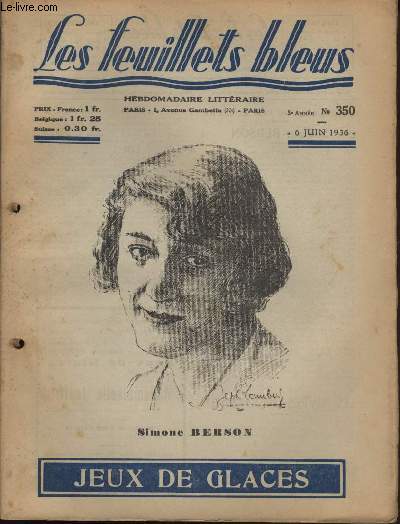 Le-livre.com
Les feuillets bleus
HEBDOMADAIRE LITTÉRAIRE
PRIX - France: 1 fr.
Belgique : 1 fr. 25
Suisse : 0.30 fr.
PARIS - 1, Avenue Gambetta (20) - PARIS
5e ANNÉE No 350
- 6 JUIN 1936 -
Simone BERSON
JEUX DE GLACES